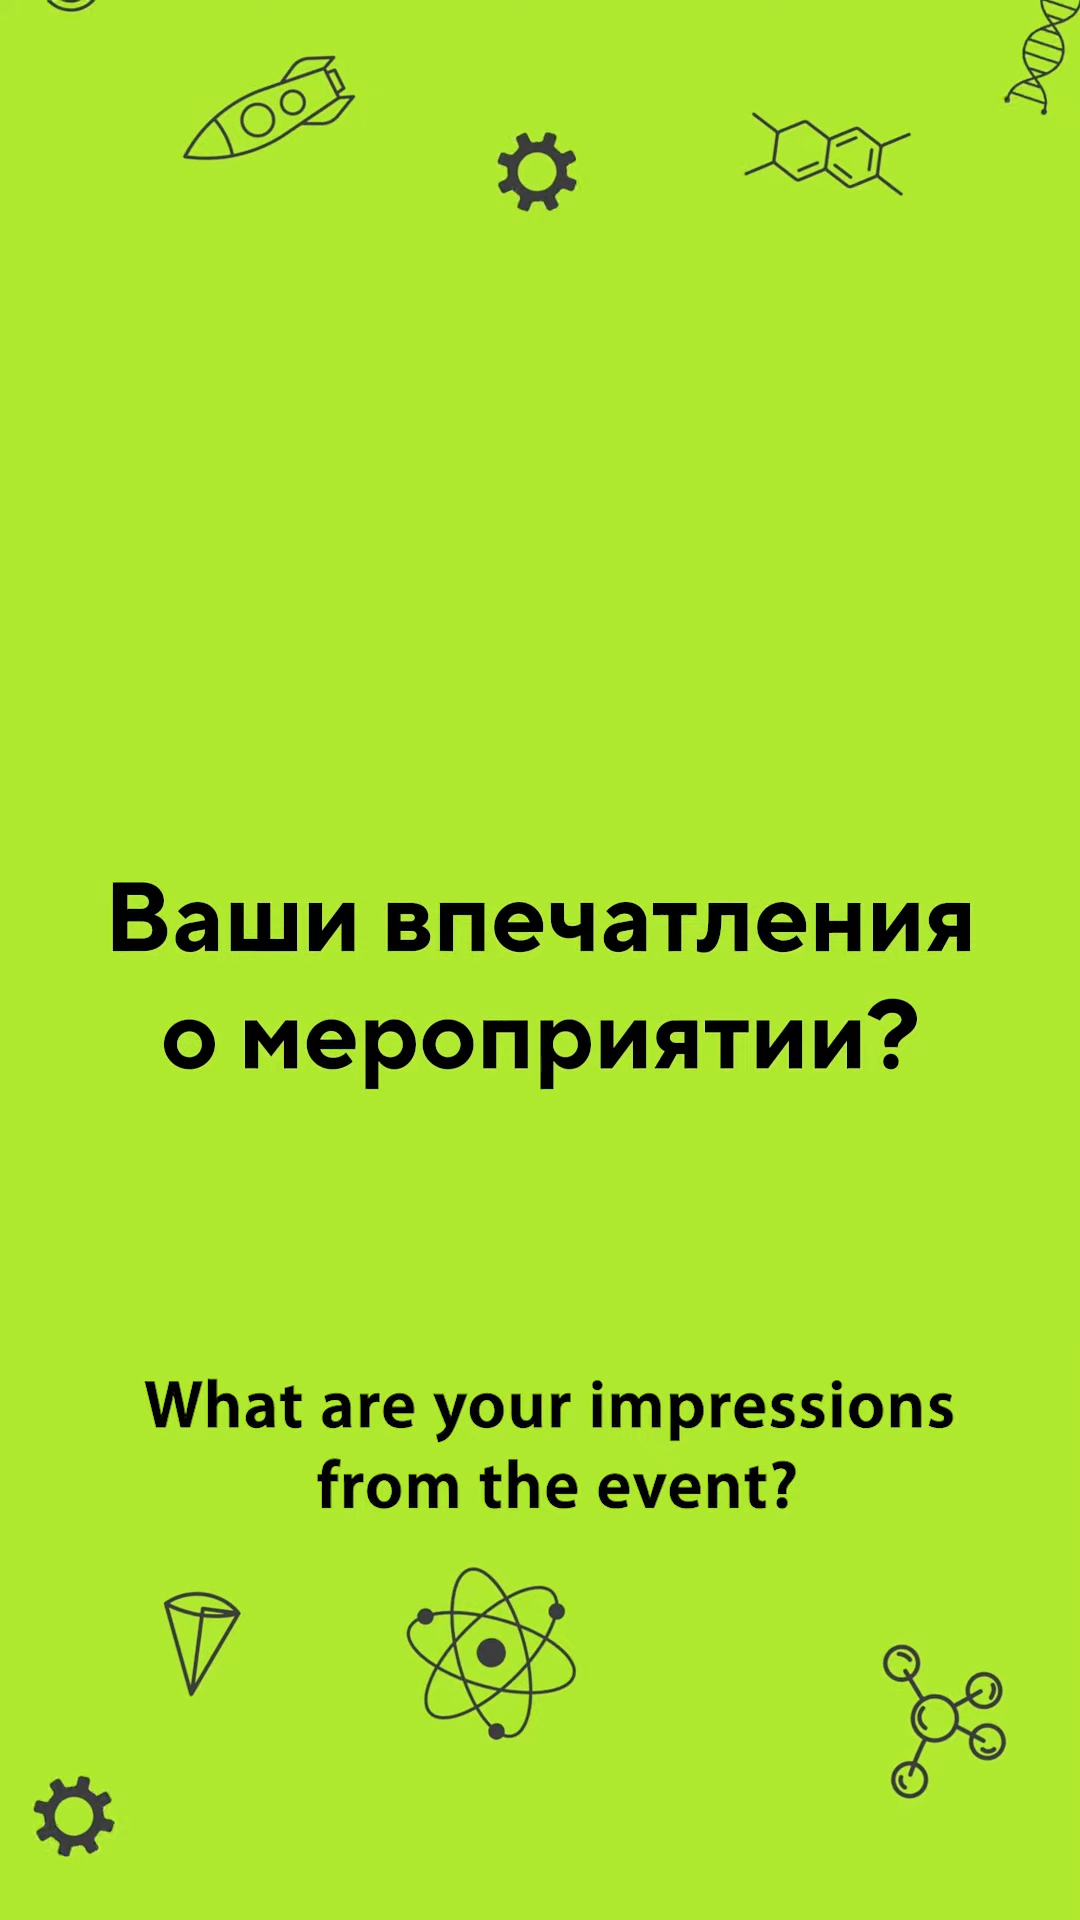 Ваши впечатления
о мероприятии?
What are your impressions
from the event?